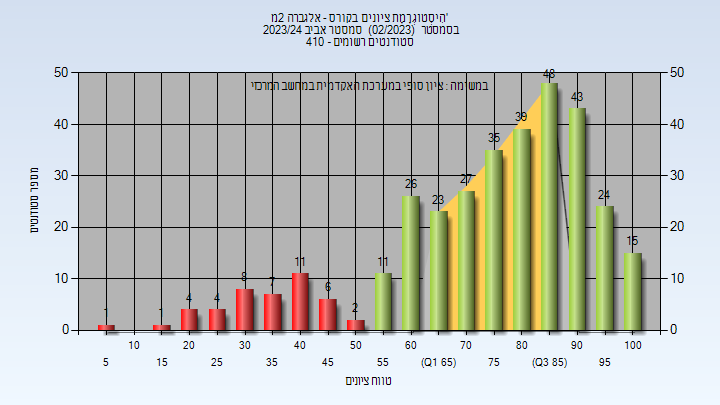 היסטוגרמת ציונים בקורס - אלגברה 2מ'
בסמסטר (02/2023) סמסטר אביב 2023/24
סטודנטים רשומים - 410
במשימה : ציון סופי במערכת האקדמית במחשב המרכזי
מספר סטודנטים
50 50
40 40
30 30
20 20
10 10
0 0
1 1 4 4 8 7 11 6 2 11 26 23 27 35 39 48 43 24 15
10 20 30 40 50 60 70 80 90 100
5 15 25 35 45 55 (Q1 65) 75 (Q3 85) 95
טווח ציונים